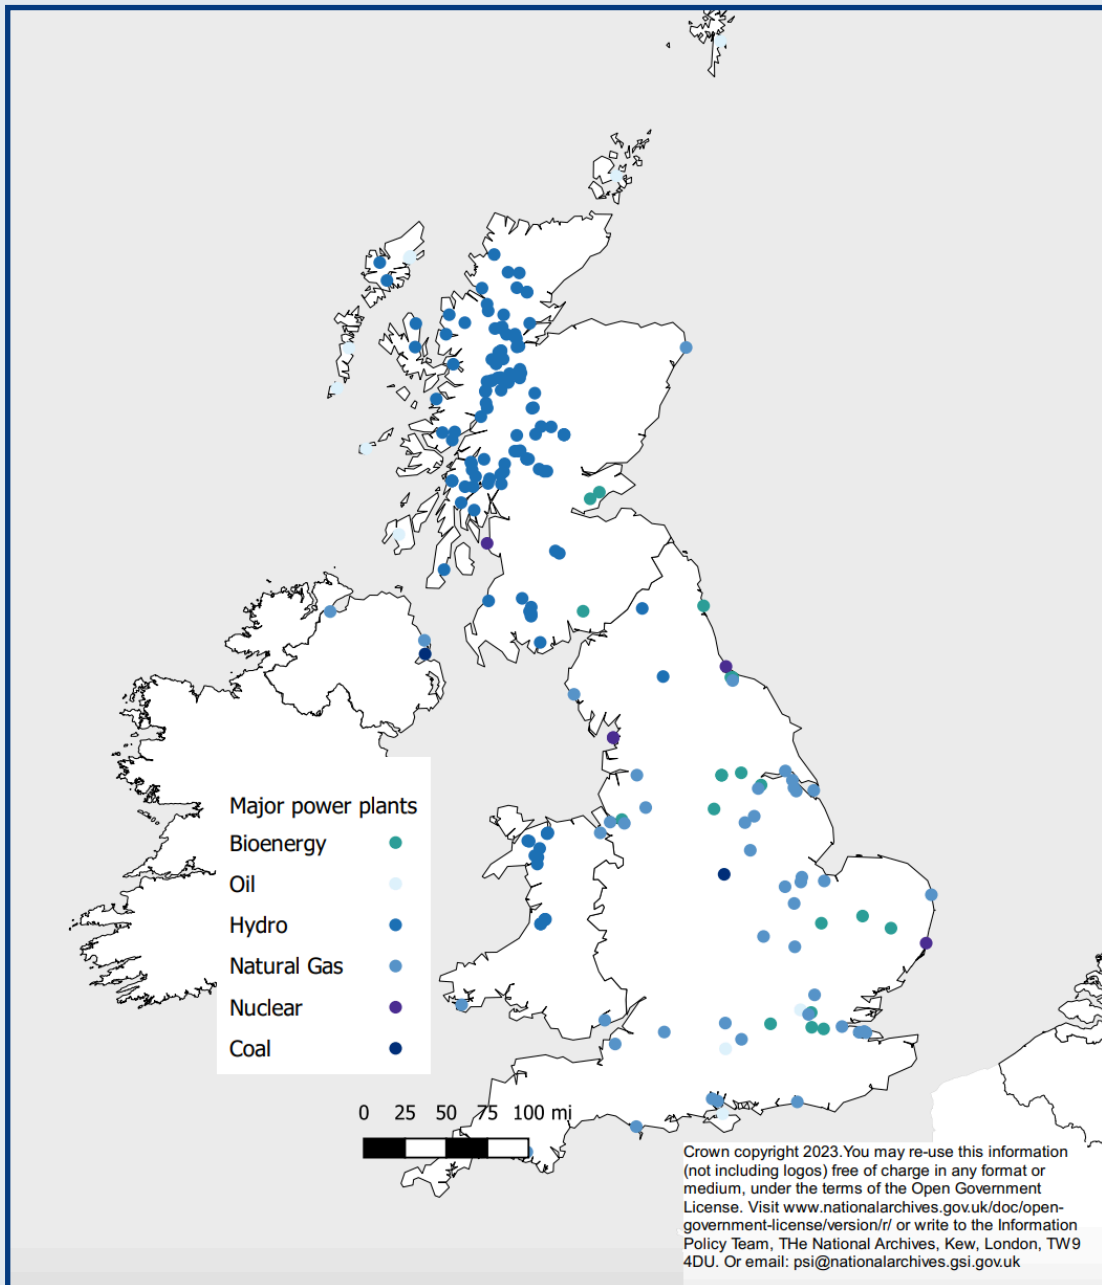 Major power plants
Bioenergy
Oil
Hydro
Natural Gas
Nuclear
Coal
0 25 50 75 100 mi
Crown copyright 2023.You may re-use this information
(not including logos) free of charge in any format or
medium, under the terms of the Open Government
License. Visit www.nationalarchives.gov.uk/doc/open-
government-license/version/r/ or write to the Information
Policy Team, THe National Archives, Kew, London, TW9
4DU. Or email: psi@nationalarchives.gsi.gov.uk